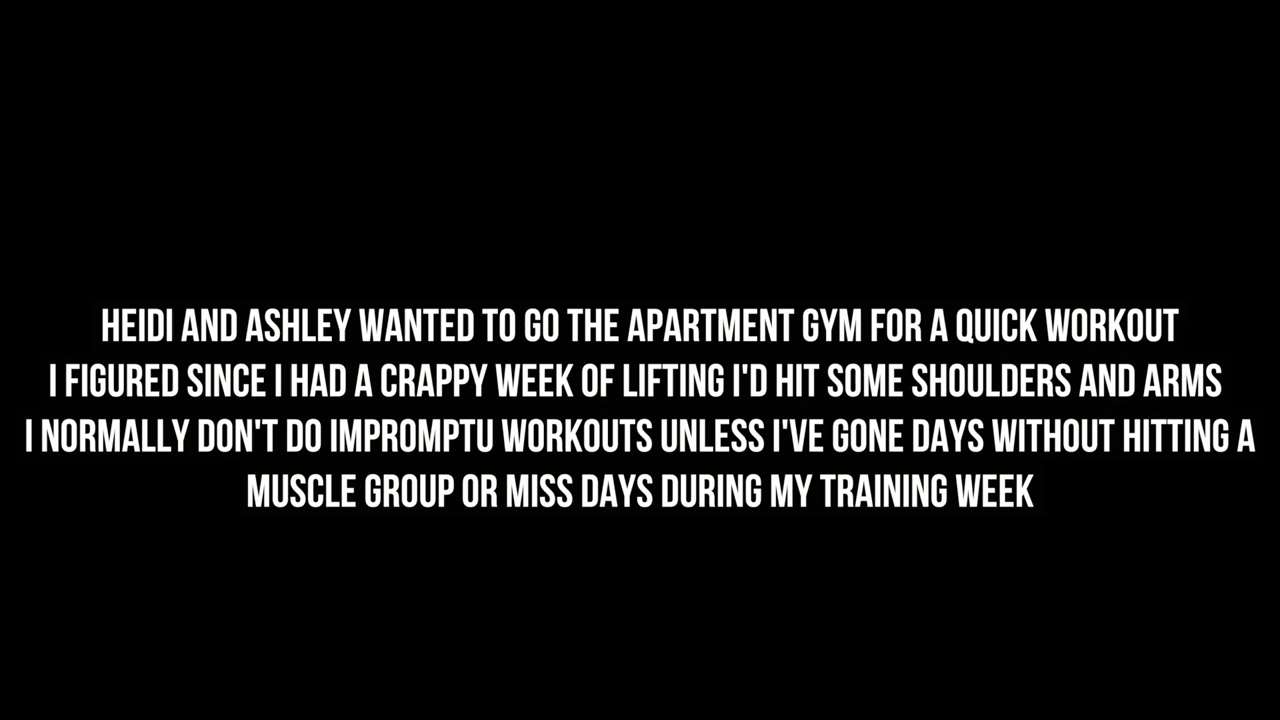 HEIDI AND ASHLEY WANTED TO GO THE APARTMENT GYM FOR A QUICK WORKOUT
I FIGURED SINCE I HAD A CRAPPY WEEK OF LIFTING I'D HIT SOME SHOULDERS AND ARMS
I NORMALLY DON'T DO IMPROMPTU WORKOUTS UNLESS I'VE GONE DAYS WITHOUT HITTING A
MUSCLE GROUP OR MISS DAYS DURING MY TRAINING WEEK